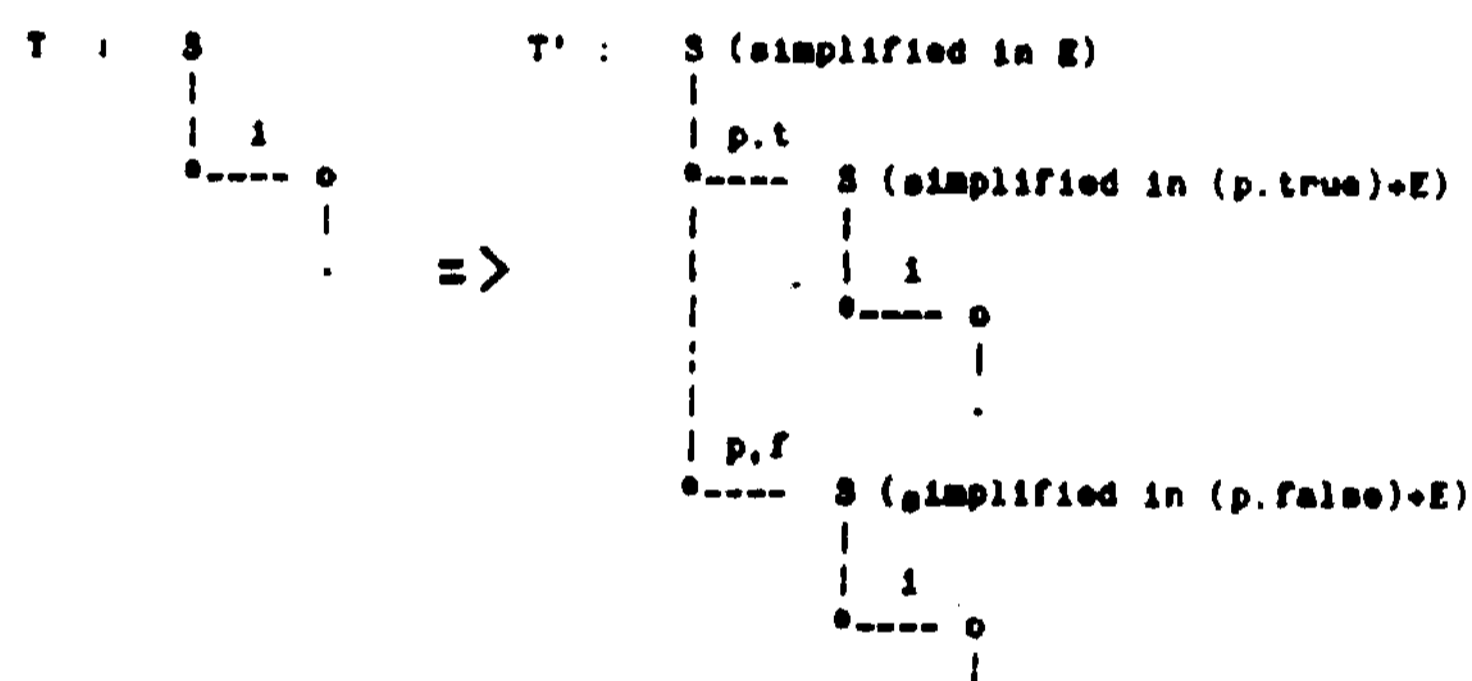 T : S T' : S (simplified in E)
i p.t
o S (simplified in (p.true)+E)
=> i
o
p.f
S (simplified in (p.false)+E)
i
o